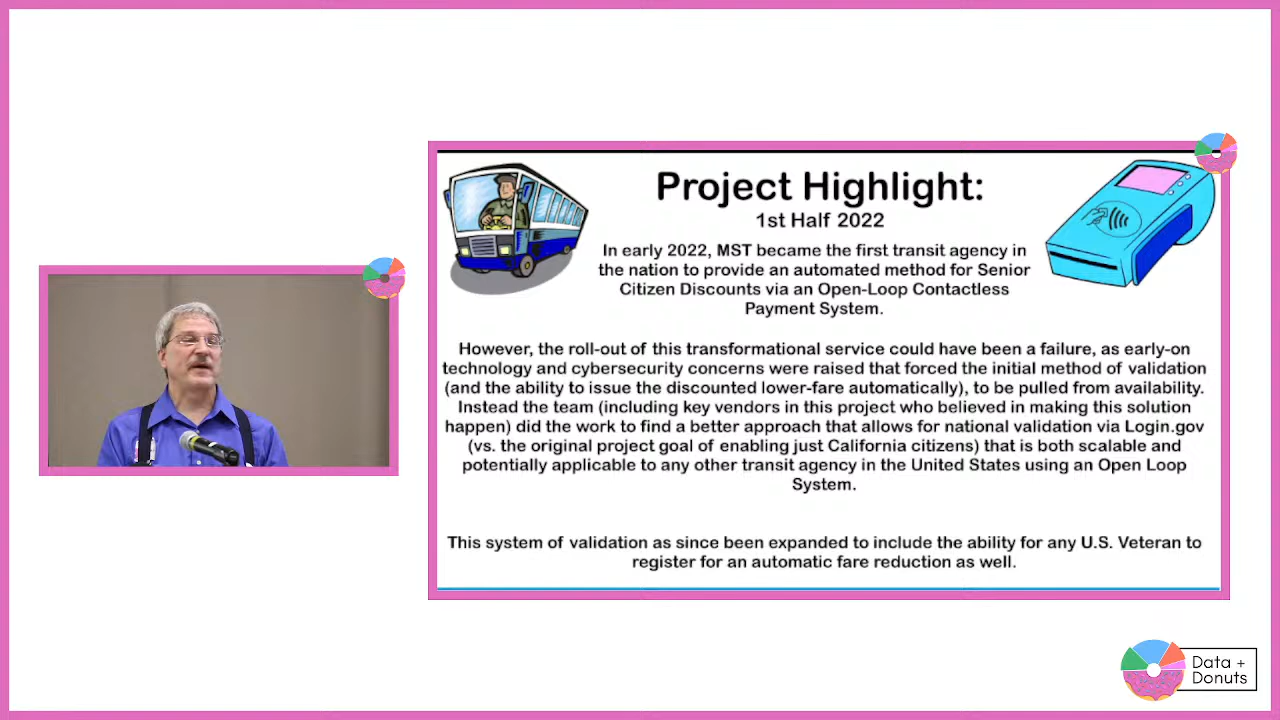 Project Highlight:
1st Half 2022
In early 2022, MST became the first transit agency in
the nation to provide an automated method for Senior
Citizen Discounts via an Open-Loop Contactless
Payment System.
However, the roll-out of this transformational service could have been a failure, as early-on
technology and cybersecurity concerns were raised that forced the initial method of validation
(and the ability to issue the discounted lower-fare automatically), to be pulled from availability.
Instead the team (including key vendors in this project who believed in making this solution
happen) did the work to find a better approach that allows for national validation via Login.gov
(vs. the original project goal of enabling just California citizens) that is both scalable and
potentially applicable to any other transit agency in the United States using an Open Loop
System.
This system of validation as since been expanded to include the ability for any U.S. Veteran to
register for an automatic fare reduction as well.
Data +
Donuts